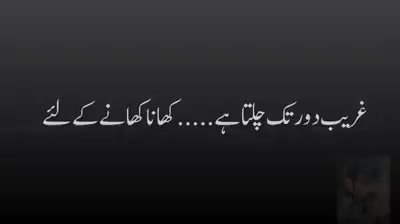 غریب دور تک چلتا ہے..... کھانا کھانے کے لئے